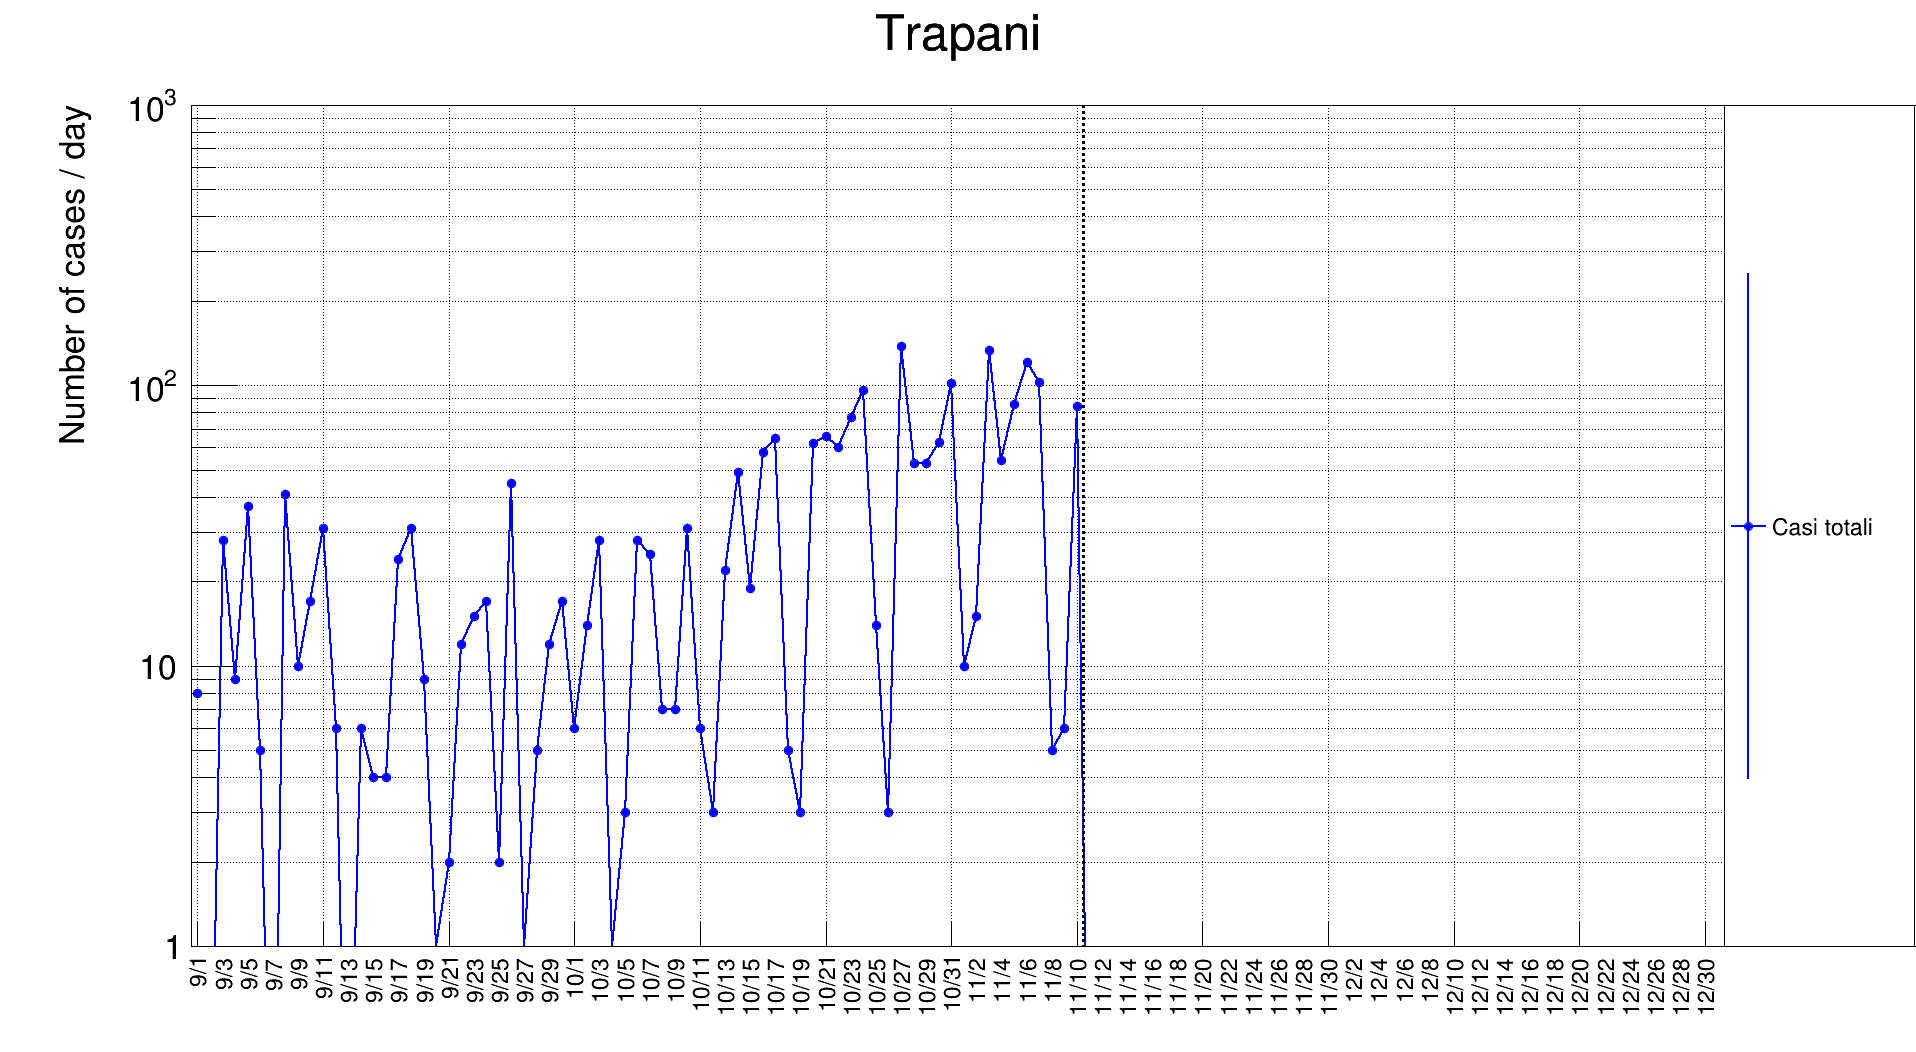 Trapani
Number of cases / day
10³
10²
10
1
9/1 9/3 9/5 9/7 9/9 9/11 9/13 9/15 9/17 9/19 9/21 9/23 9/25 9/27 9/29 10/1 10/3 10/5 10/7 10/9 10/11 10/13 10/15 10/17 10/19 10/21 10/23 10/25 10/27 10/29 10/31 11/2 11/4 11/6 11/8 11/10 11/12 11/14 11/16 11/18 11/20 11/22 11/24 11/26 11/28 11/30 12/2 12/4 12/6 12/8 12/10 12/12 12/14 12/16 12/18 12/20 12/22 12/24 12/26 12/28 12/30
Casi totali